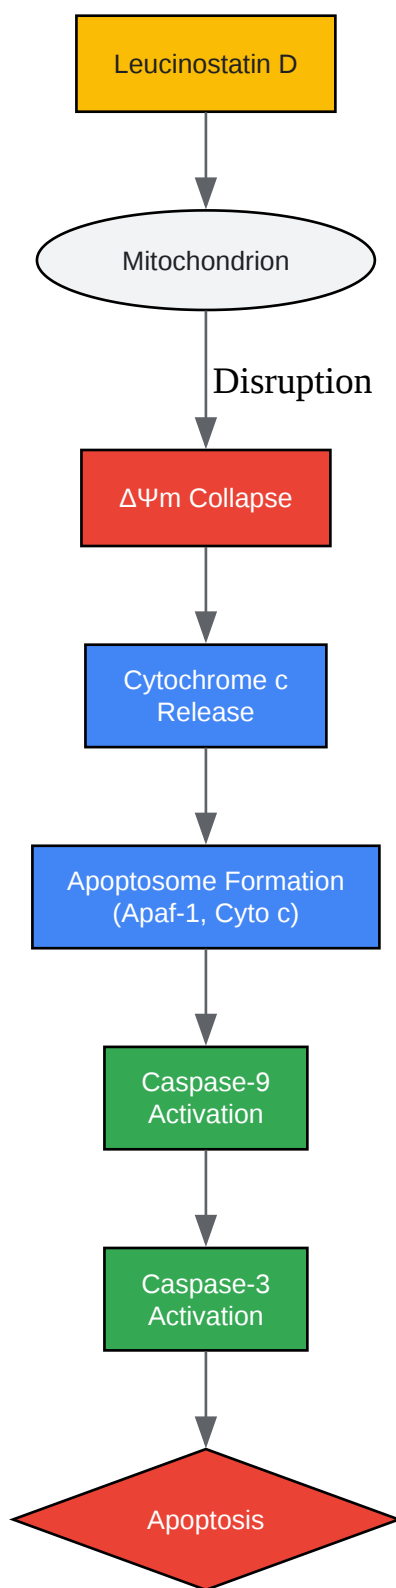 Leucinostatin D
Mitochondrion
Disruption
ΔΨm Collapse
Cytochrome c
Release
Apoptosome Formation
(Apaf-1, Cyto c)
Caspase-9
Activation
Caspase-3
Activation
Apoptosis